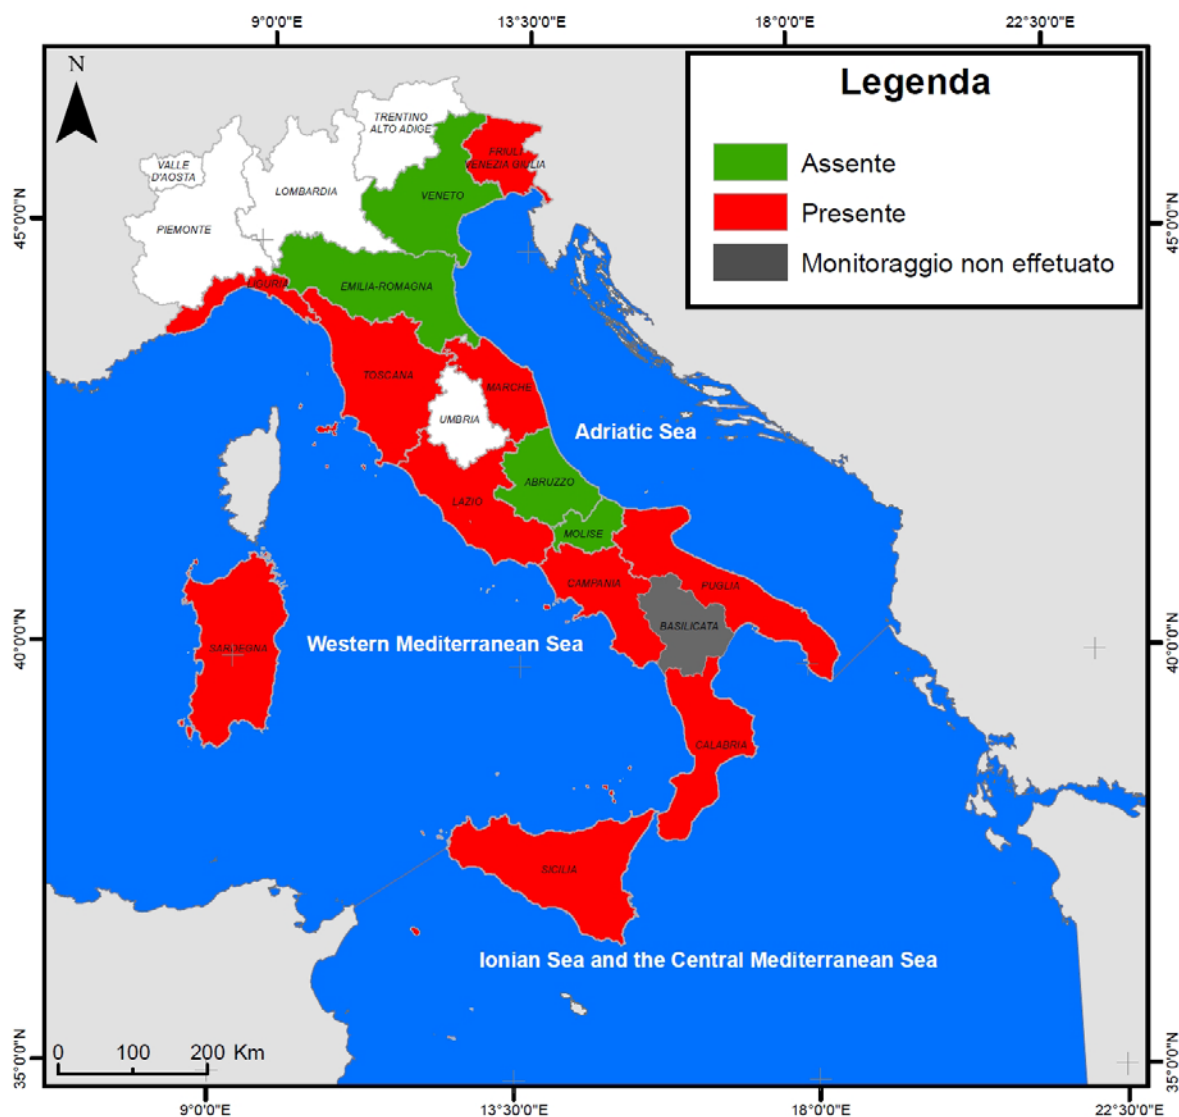 9°0'0"E 13°30'0"E 18°0'0"E 22°30'0"E
N
Legenda
Assente
Presente
Monitoraggio non effetuato
TRENTINO
ALTO ADIGE
FRIULI
VENEZIA GIULIA
VALLE
D'AOSTA
LOMBARDIA
VENETO
PIEMONTE
45°0'0"N
45°0'0"N
LIGURIA
EMILIA-ROMAGNA
TOSCANA
MARCHE
UMBRIA
Adriatic Sea
ABRUZZO
LAZIO
MOLISE
CAMPANIA
PUGLIA
BASILICATA
40°0'0"N
40°0'0"N
SARDEGNA
Western Mediterranean Sea
CALABRIA
SICILIA
Ionian Sea and the Central Mediterranean Sea
0 100 200 Km
35°0'0"N
35°0'0"N
9°0'0"E 13°30'0"E 18°0'0"E 22°30'0"E